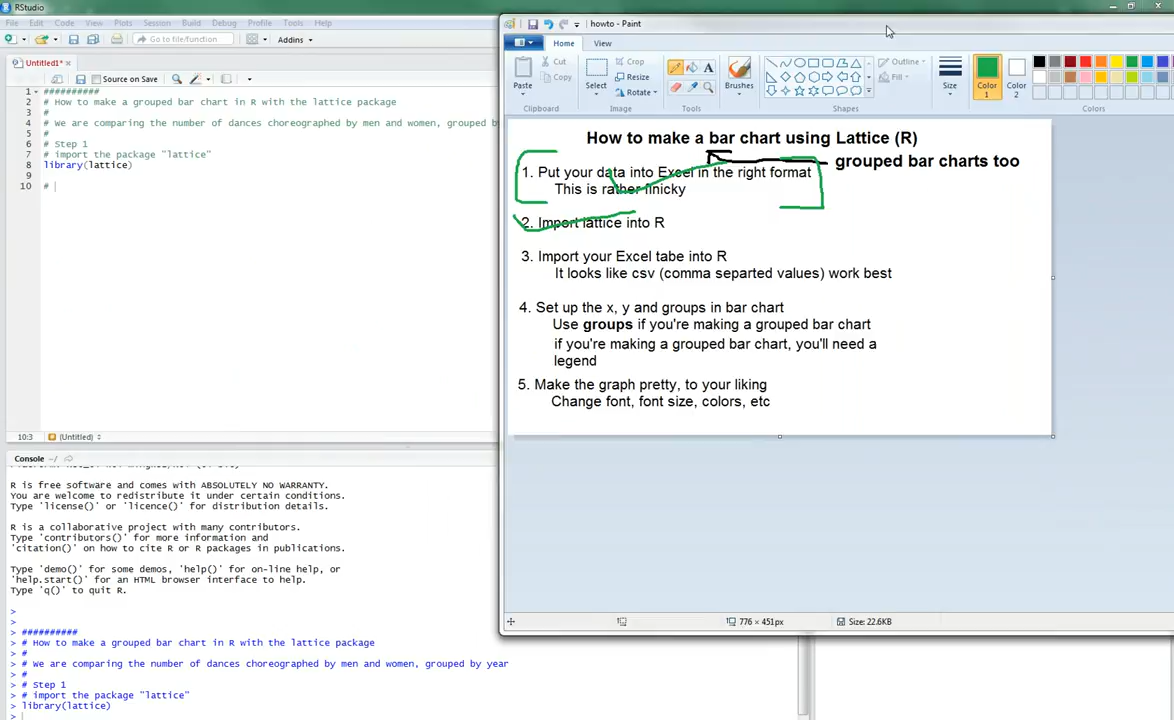 RStudio
File Edit Code View Plots Session Build Debug Profile Tools Help
Go to file/function Addins
Untitled1*
Source on Save
1 ##########
2 # How to make a grouped bar chart in R with the lattice package
3 #
4 # We are comparing the number of dances choreographed by men and women, grouped b
5 #
6 # Step 1
7 # import the package "lattice"
8 library(lattice)
9
10 #
10:3 (Untitled)
Console ~/
R is free software and comes with ABSOLUTELY NO WARRANTY.
You are welcome to redistribute it under certain conditions.
Type 'license()' or 'licence()' for distribution details.
R is a collaborative project with many contributors.
Type 'contributors()' for more information and
'citation()' on how to cite R or R packages in publications.
Type 'demo()' for some demos, 'help()' for on-line help, or
'help.start()' for an HTML browser interface to help.
Type 'q()' to quit R.
>
>
> ##########
> # How to make a grouped bar chart in R with the lattice package
> #
> # We are comparing the number of dances choreographed by men and women, grouped by year
> #
> # Step 1
> # import the package "lattice"
> library(lattice)
>
howto - Paint
Home View
Paste Cut Copy Clipboard
Select Crop Resize Rotate Image
A Tools
Brushes
Outline Fill Shapes
Size
Color 1 Color 2 Colors
How to make a bar chart using Lattice (R)
grouped bar charts too
1. Put your data into Excel in the right format
This is rather finicky
2. Import lattice into R
3. Import your Excel tabe into R
It looks like csv (comma separted values) work best
4. Set up the x, y and groups in bar chart
Use groups if you're making a grouped bar chart
if you're making a grouped bar chart, you'll need a
legend
5. Make the graph pretty, to your liking
Change font, font size, colors, etc
776 × 451px Size: 22.6KB